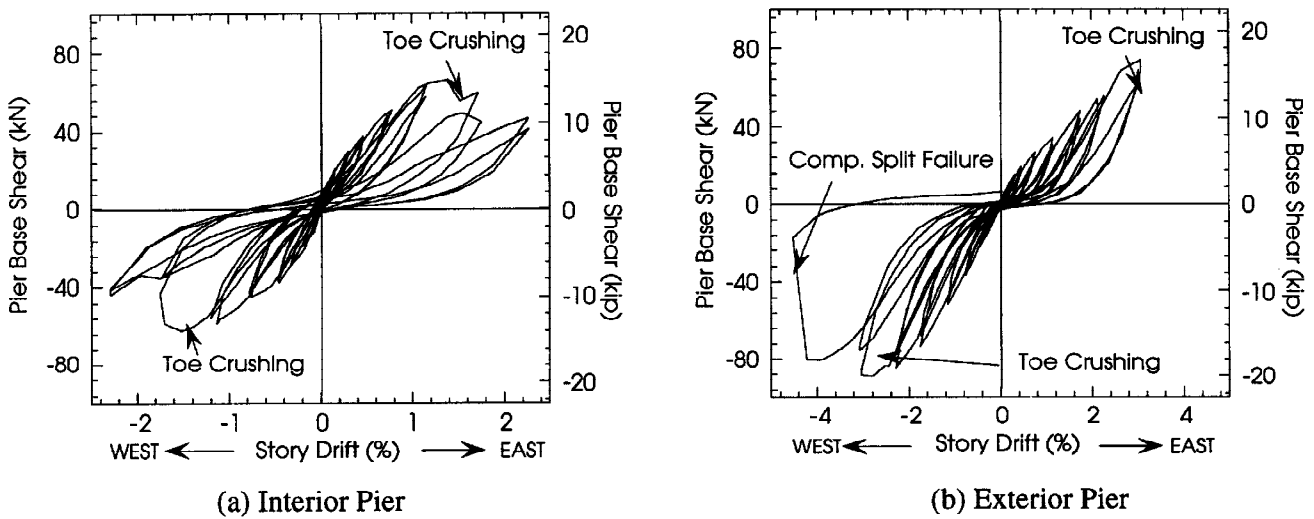 80
40
0
-40
-80
Pier Base Shear (kN)
20
10
0
-10
-20
Pier Base Shear (kip)
Toe Crushing
Toe Crushing
-2
-1
0
1
2
WEST
Story Drift (%)
EAST
(a) Interior Pier
80
40
0
-40
-80
Pier Base Shear (kN)
20
10
0
-10
-20
Pier Base Shear (kip)
Toe Crushing
Comp. Split Failure
Toe Crushing
-4
-2
0
2
4
WEST
Story Drift (%)
EAST
(b) Exterior Pier